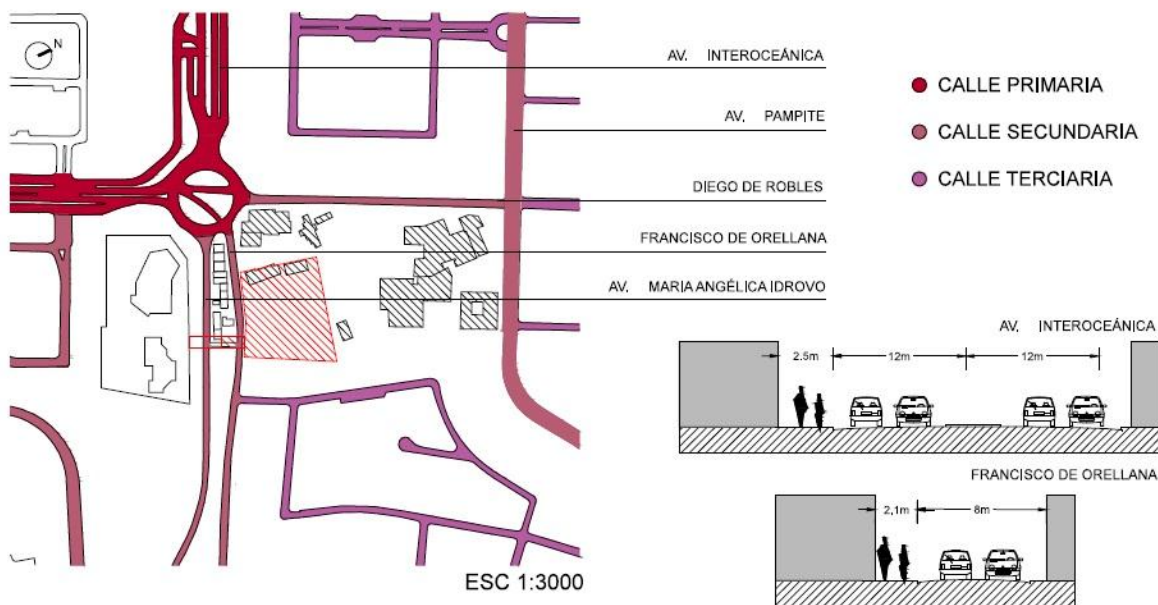 N
AV. INTEROCEÁNICA
AV. PAMPITE
DIEGO DE ROBLES
FRANCISCO DE ORELLANA
AV. MARIA ANGÉLICA IDROVO
CALLE PRIMARIA
CALLE SECUNDARIA
CALLE TERCIARIA
AV. INTEROCEÁNICA
2.5m 12m 12m
FRANCISCO DE ORELLANA
2,1m 8m
ESC 1:3000